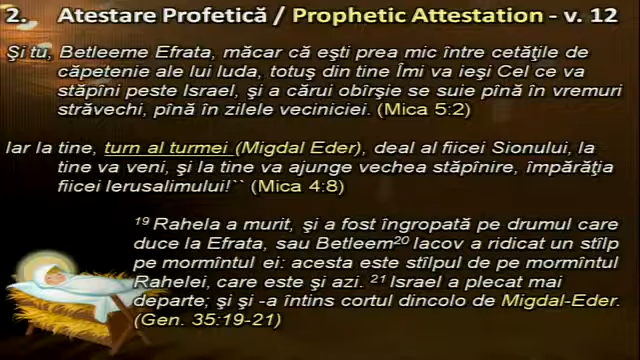 2. Atestare Profetică / Prophetic Attestation - v. 12
Şi tu, Betleeme Efrata, măcar că eşti prea mic între cetăţile de
căpetenie ale lui Iuda, totuş din tine Îmi va ieşi Cel ce va
stăpîni peste Israel, şi a cărui obîrşie se suie pînă în vremuri
străvechi, pînă în zilele veciniciei. (Mica 5:2)
Iar la tine, turn al turmei (Migdal Eder), deal al fiicei Sionului, la
tine va veni, şi la tine va ajunge vechea stăpînire, împărăţia
fiicei Ierusalimului!`` (Mica 4:8)
19 Rahela a murit, şi a fost îngropată pe drumul care
duce la Efrata, sau Betleem20 Iacov a ridicat un stîlp
pe mormîntul ei: acesta este stîlpul de pe mormîntul
Rahelei, care este şi azi. 21 Israel a plecat mai
departe; şi şi -a întins cortul dincolo de Migdal-Eder.
(Gen. 35:19-21)